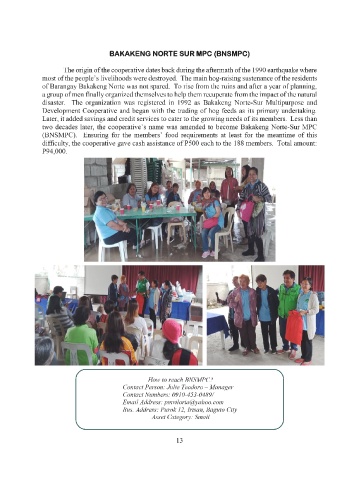 BAKAKENG NORTE SUR MPC (BNSMPC)
The origin of the cooperative dates back during the aftermath of the 1990 earthquake where
most of the people's livelihoods were destroyed. The main hog-raising sustenance of the residents
of Barangay Bakakeng Norte was not spared. To rise from the ruins and after a year of planning,
a group of men finally organized themselves to help them recuperate from the impact of the natural
disaster. The organization was registered in 1992 as Bakakeng Norte-Sur Multipurpose and
Development Cooperative and began with the trading of hog feeds as its primary undertaking.
Later, it added savings and credit services to cater to the growing needs of its members. Less than
two decades later, the cooperative's name was amended to become Bakakeng Norte-Sur MPC
(BNSMPC). Ensuring for the members' food requirements at least for the meantime of this
difficulty, the cooperative gave cash assistance of P500 each to the 188 members. Total amount:
P94,000.
How to reach BNSMPC?
Contact Person: Julie Teodoro – Manager
Contact Numbers: 0910-453-0489/
Email Address:
Bus. Address: Purok 12, Irisan, Baguio City
Asset Category: Small
13